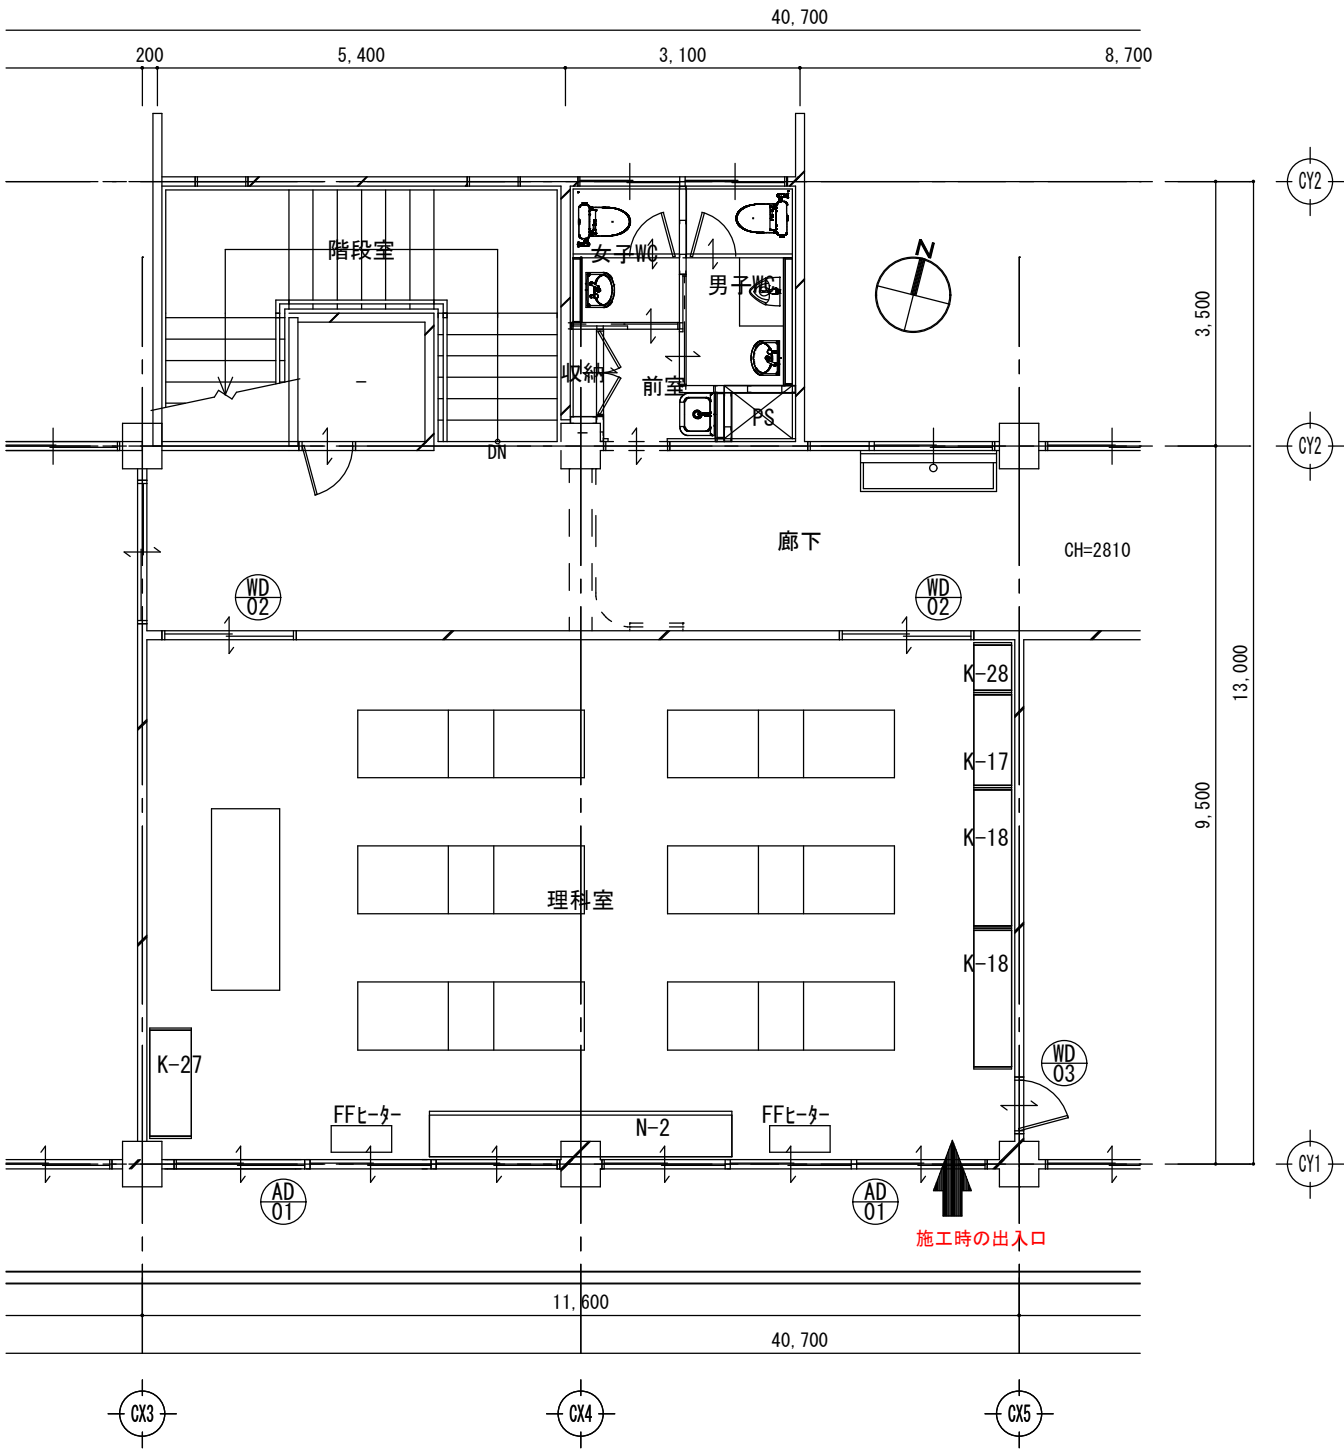 40,700
200
5,400
3,100
8,700
CY2
階段室
女子WC
男子WC
N
3,500
収納
前室
PS
DN
CY2
廊下
CH=2810
WD
02
WD
02
13,000
K-28
K-17
9,500
K-18
理科室
K-18
K-27
WD
03
FFヒーター
N-2
FFヒーター
CY1
AD
01
AD
01
施工時の出入口
11,600
40,700
CX3
CX4
CX5